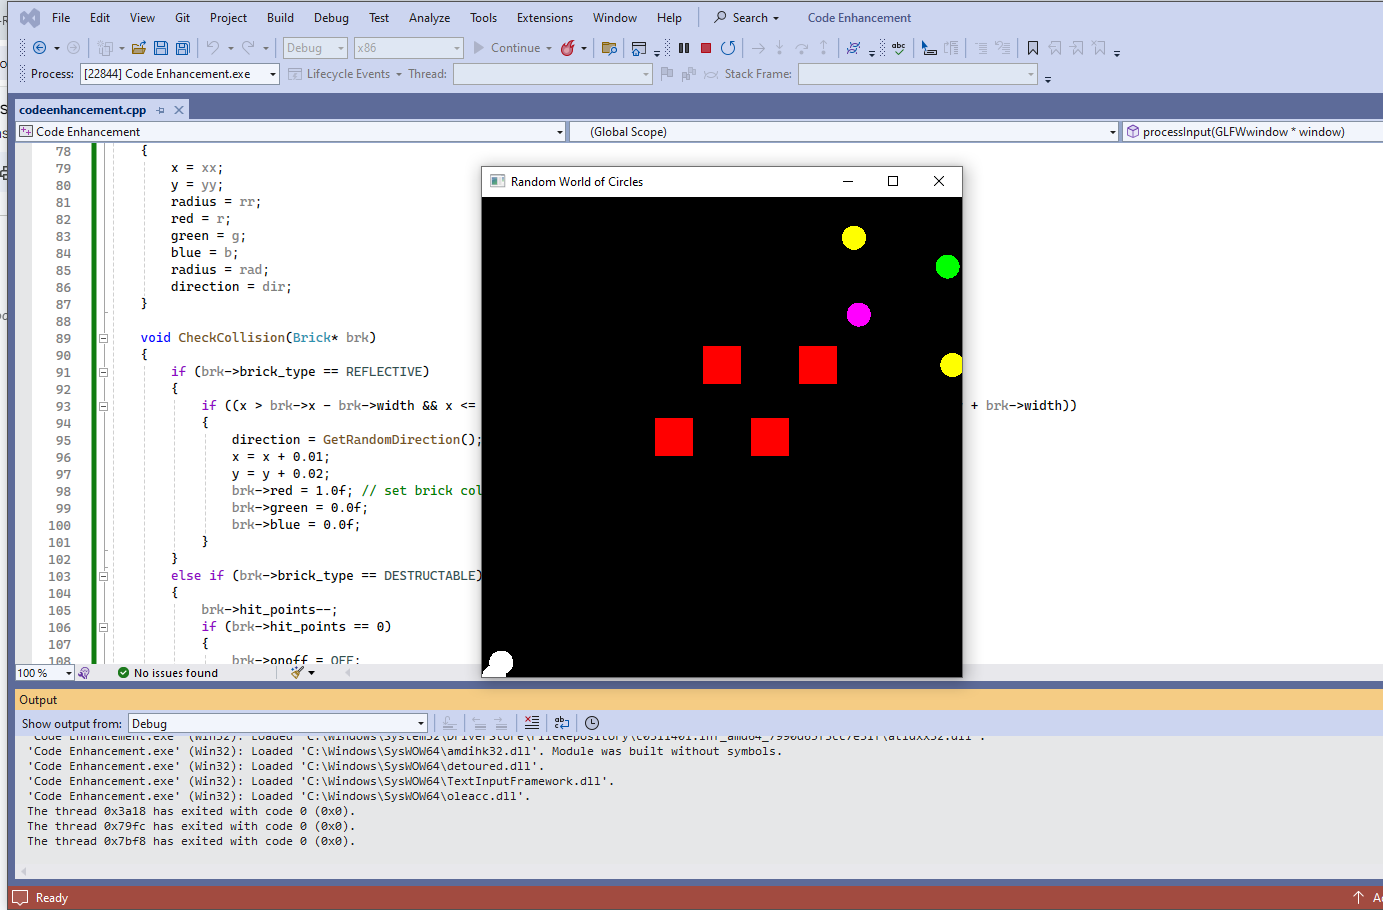 File Edit View Git Project Build Debug Test Analyze Tools Extensions Window Help Search Code Enhancement
Debug x86 Continue
Process: [22844] Code Enhancement.exe Lifecycle Events Thread: Stack Frame:
codeenhancement.cpp
Code Enhancement (Global Scope) processInput(GLFWwindow * window)
78 {
79 x = xx;
80 y = yy;
81 radius = rr;
82 red = r;
83 green = g;
84 blue = b;
85 radius = rad;
86 direction = dir;
87 }
88
89 void CheckCollision(Brick* brk)
90 {
91 if (brk->brick_type == REFLECTIVE)
92 {
93 if ((x > brk->x - brk->width && x <= + brk->width))
94 {
95 direction = GetRandomDirection();
96 x = x + 0.01;
97 y = y + 0.02;
98 brk->red = 1.0f; // set brick col
99 brk->green = 0.0f;
100 brk->blue = 0.0f;
101 }
102 }
103 else if (brk->brick_type == DESTRUCTABLE)
104 {
105 brk->hit_points--;
106 if (brk->hit_points == 0)
107 {
108 brk->onoff = OFF;
Random World of Circles
100 % No issues found
Output
Show output from: Debug
'Code Enhancement.exe' (Win32): Loaded
'Code Enhancement.exe' (Win32): Loaded 'C:\Windows\SysWOW64\amdihk32.dll'. Module was built without symbols.
'Code Enhancement.exe' (Win32): Loaded 'C:\Windows\SysWOW64\detoured.dll'.
'Code Enhancement.exe' (Win32): Loaded 'C:\Windows\SysWOW64\TextInputFramework.dll'.
'Code Enhancement.exe' (Win32): Loaded 'C:\Windows\SysWOW64\oleacc.dll'.
The thread 0x3a18 has exited with code 0 (0x0).
The thread 0x79fc has exited with code 0 (0x0).
The thread 0x7bf8 has exited with code 0 (0x0).
Ready